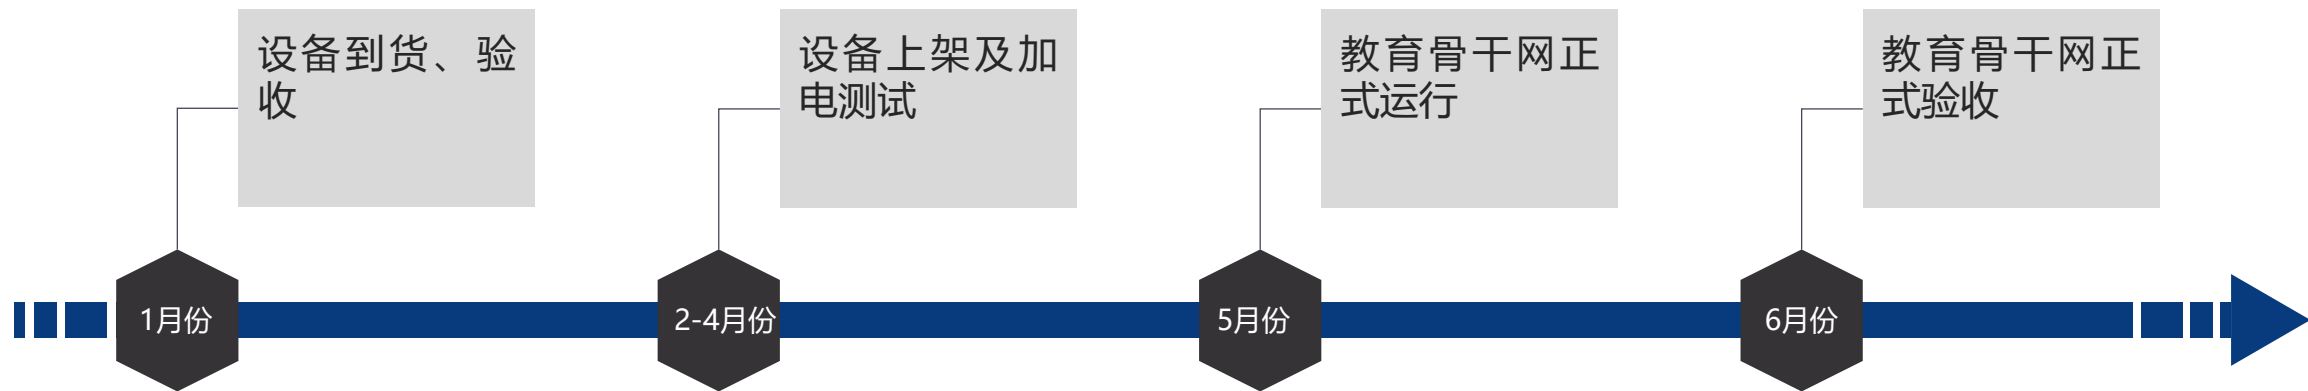 设备到货、验
收
设备上架及加
电测试
教育骨干网正
式运行
教育骨干网正
式验收
1月份
2-4月份
5月份
6月份